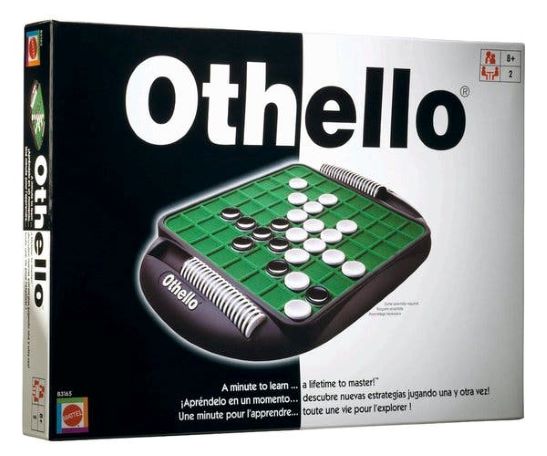 Othello®
8+
2
Othello
A minute to learn ... a lifetime to master!™
¡Apréndelo en un momento... descubre nuevas estrategias jugando una y otra vez!
Une minute pour l'apprendre... toute une vie pour l'explorer !
Othello
B3165
MATTEL